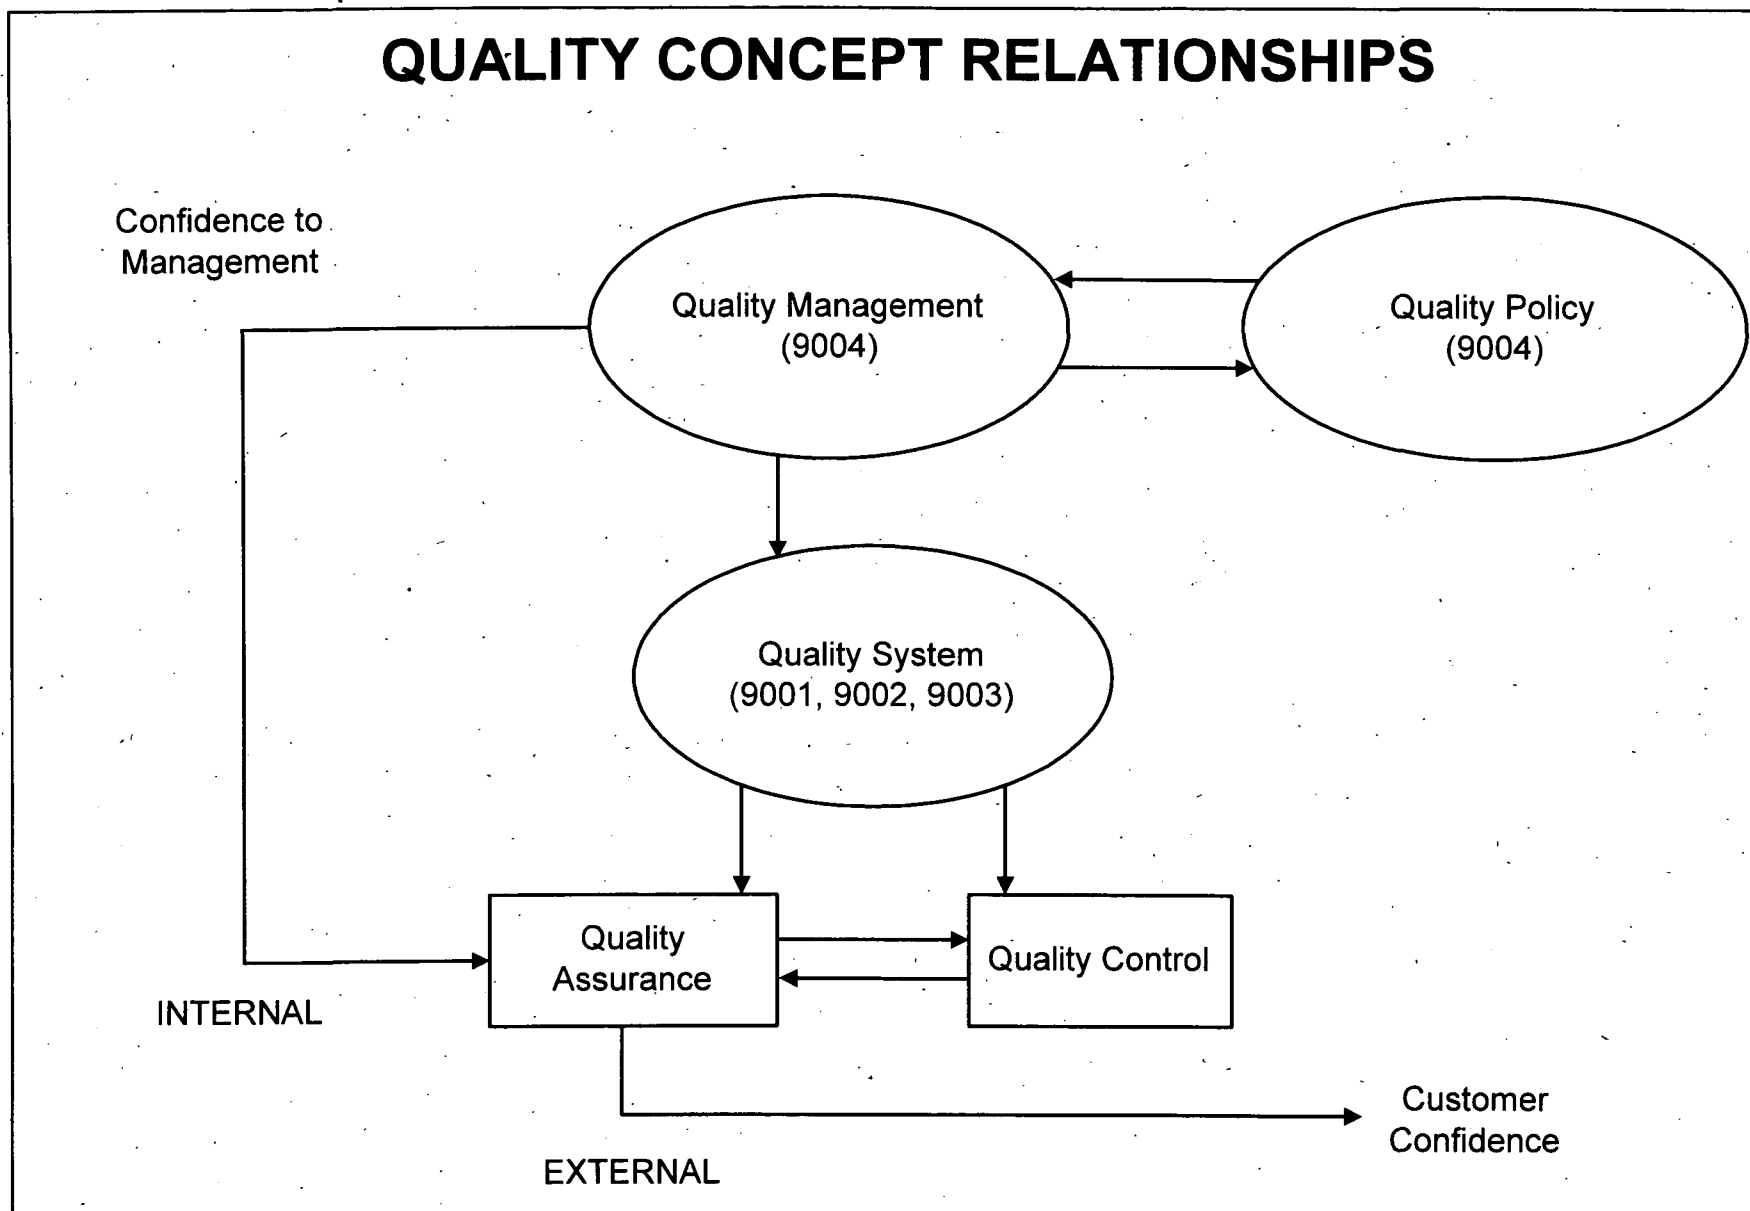 QUALITY CONCEPT RELATIONSHIPS
Confidence to
Management
Quality Management
(9004)
Quality Policy
(9004)
Quality System
(9001, 9002, 9003)
Quality
Assurance
Quality Control
INTERNAL
Customer
Confidence
EXTERNAL